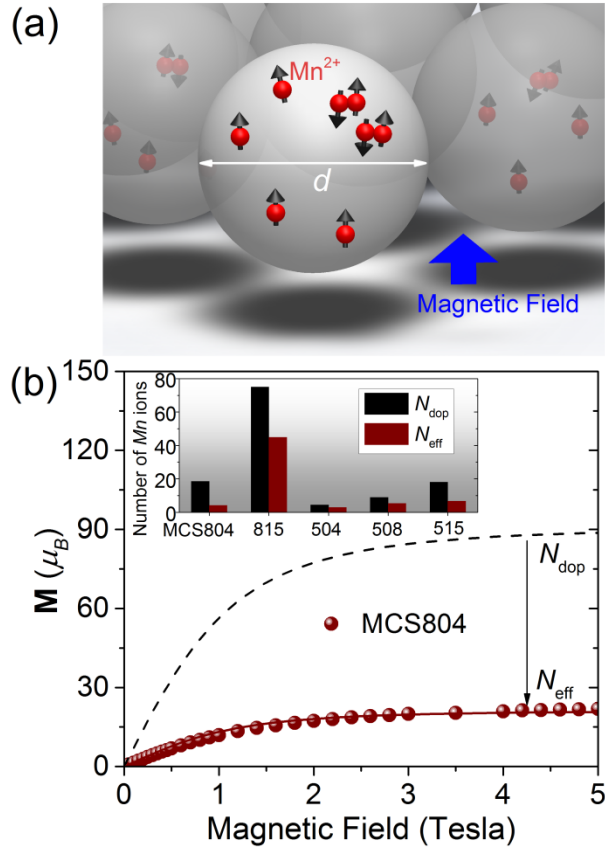 (a)
Mn2+
d
Magnetic Field
(b)
150
120
90
60
30
0
M (μB)
80
60
40
20
0
Number of Mn ions
Ndop
Neff
MCS804 815 504 508 515
Ndop
MCS804
Neff
0 1 2 3 4 5
Magnetic Field (Tesla)